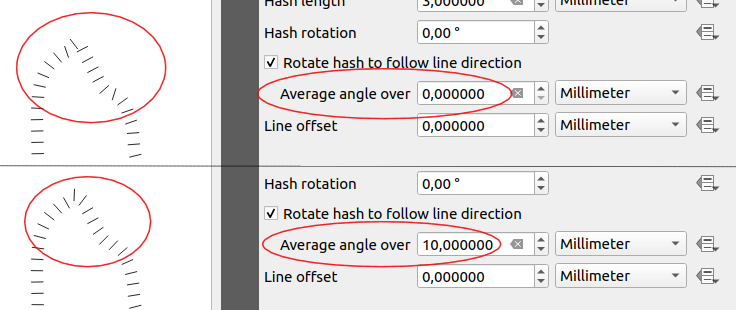 Hash length 3,000000 Millimeter
Hash rotation 0,00 °
Rotate hash to follow line direction
Average angle over 0,000000 Millimeter
Line offset 0,000000 Millimeter
Hash rotation 0,00 °
Rotate hash to follow line direction
Average angle over 10,000000 Millimeter
Line offset 0,000000 Millimeter